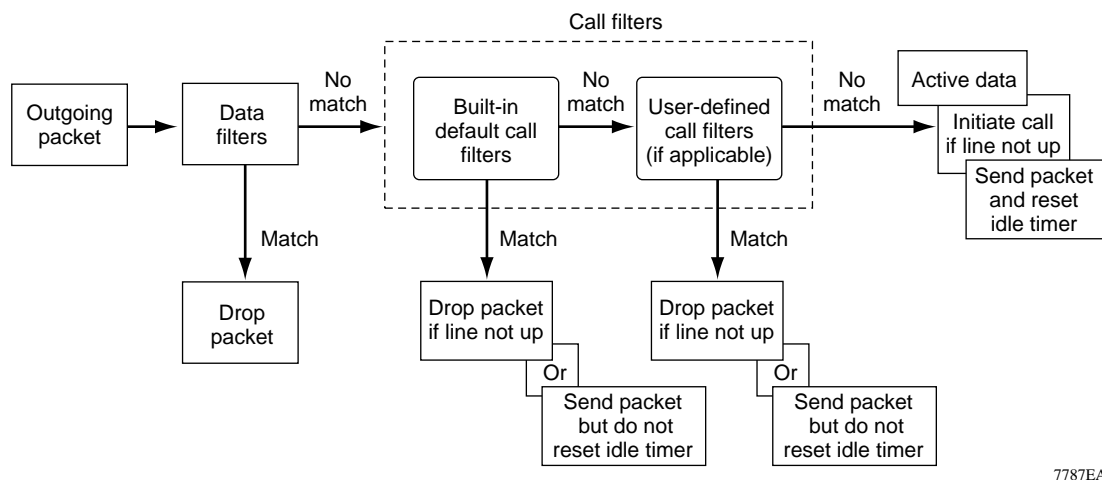 Call filters
Outgoing
packet
Data
filters
No
match
Built-in
default call
filters
No
match
User-defined
call filters
(if applicable)
No
match
Active data
Initiate call
if line not up
Send packet
and reset
idle timer
Match
Match
Match
Drop
packet
Drop packet
if line not up
Or
Send packet
but do not
reset idle timer
Drop packet
if line not up
Or
Send packet
but do not
reset idle timer
7787EA